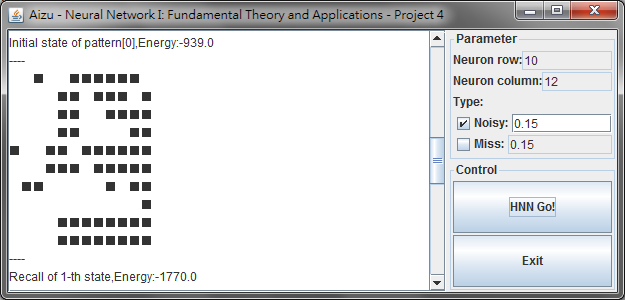 Aizu - Neural Network I: Fundamental Theory and Applications - Project 4
Initial state of pattern[0],Energy:-939.0
----
----
Recall of 1-th state,Energy:-1770.0
Parameter
Neuron row: 10
Neuron column: 12
Type:
Noisy: 0.15
Miss: 0.15
Control
HNN Go!
Exit